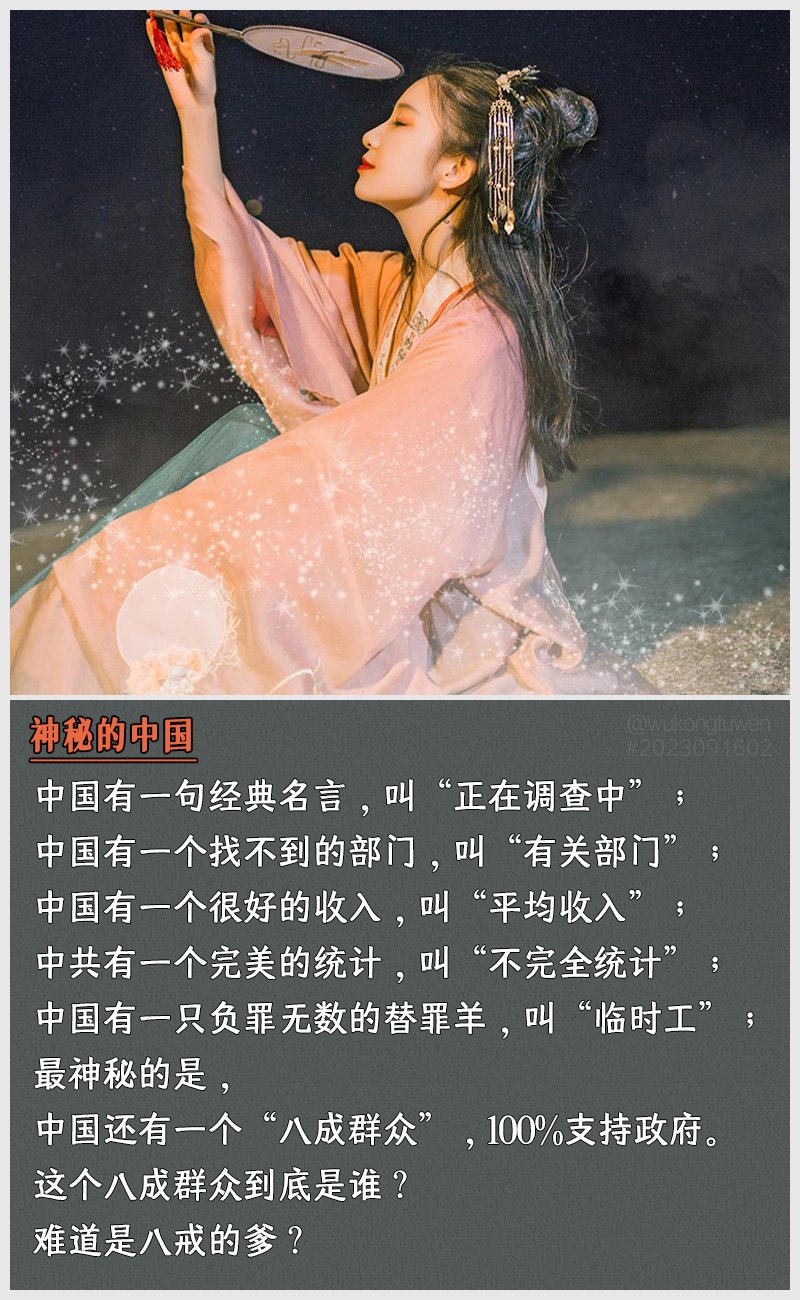 神秘的中国
@wukongtuwen
#2023091602
中国有一句经典名言，叫“正在调查中”；
中国有一个找不到的部门，叫“有关部门”；
中国有一个很好的收入，叫“平均收入”；
中共有一个完美的统计，叫“不完全统计”；
中国有一只负罪无数的替罪羊，叫“临时工”；
最神秘的是，
中国还有一个“八成群众”，100%支持政府。
这个八成群众到底是谁？
难道是八戒的爹？